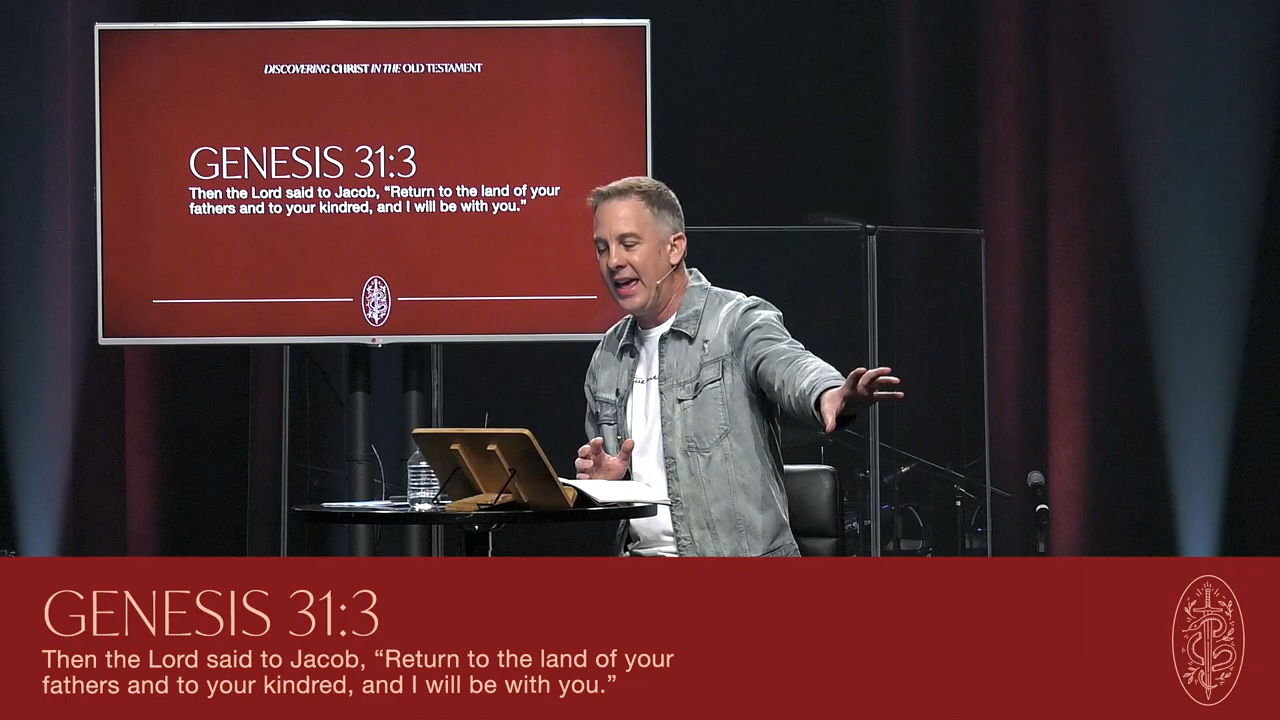 DISCOVERING CHRIST IN THE OLD TESTAMENT
GENESIS 31:3
Then the Lord said to Jacob, “Return to the land of your
fathers and to your kindred, and I will be with you.”
GENESIS 31:3
Then the Lord said to Jacob, “Return to the land of your
fathers and to your kindred, and I will be with you.”